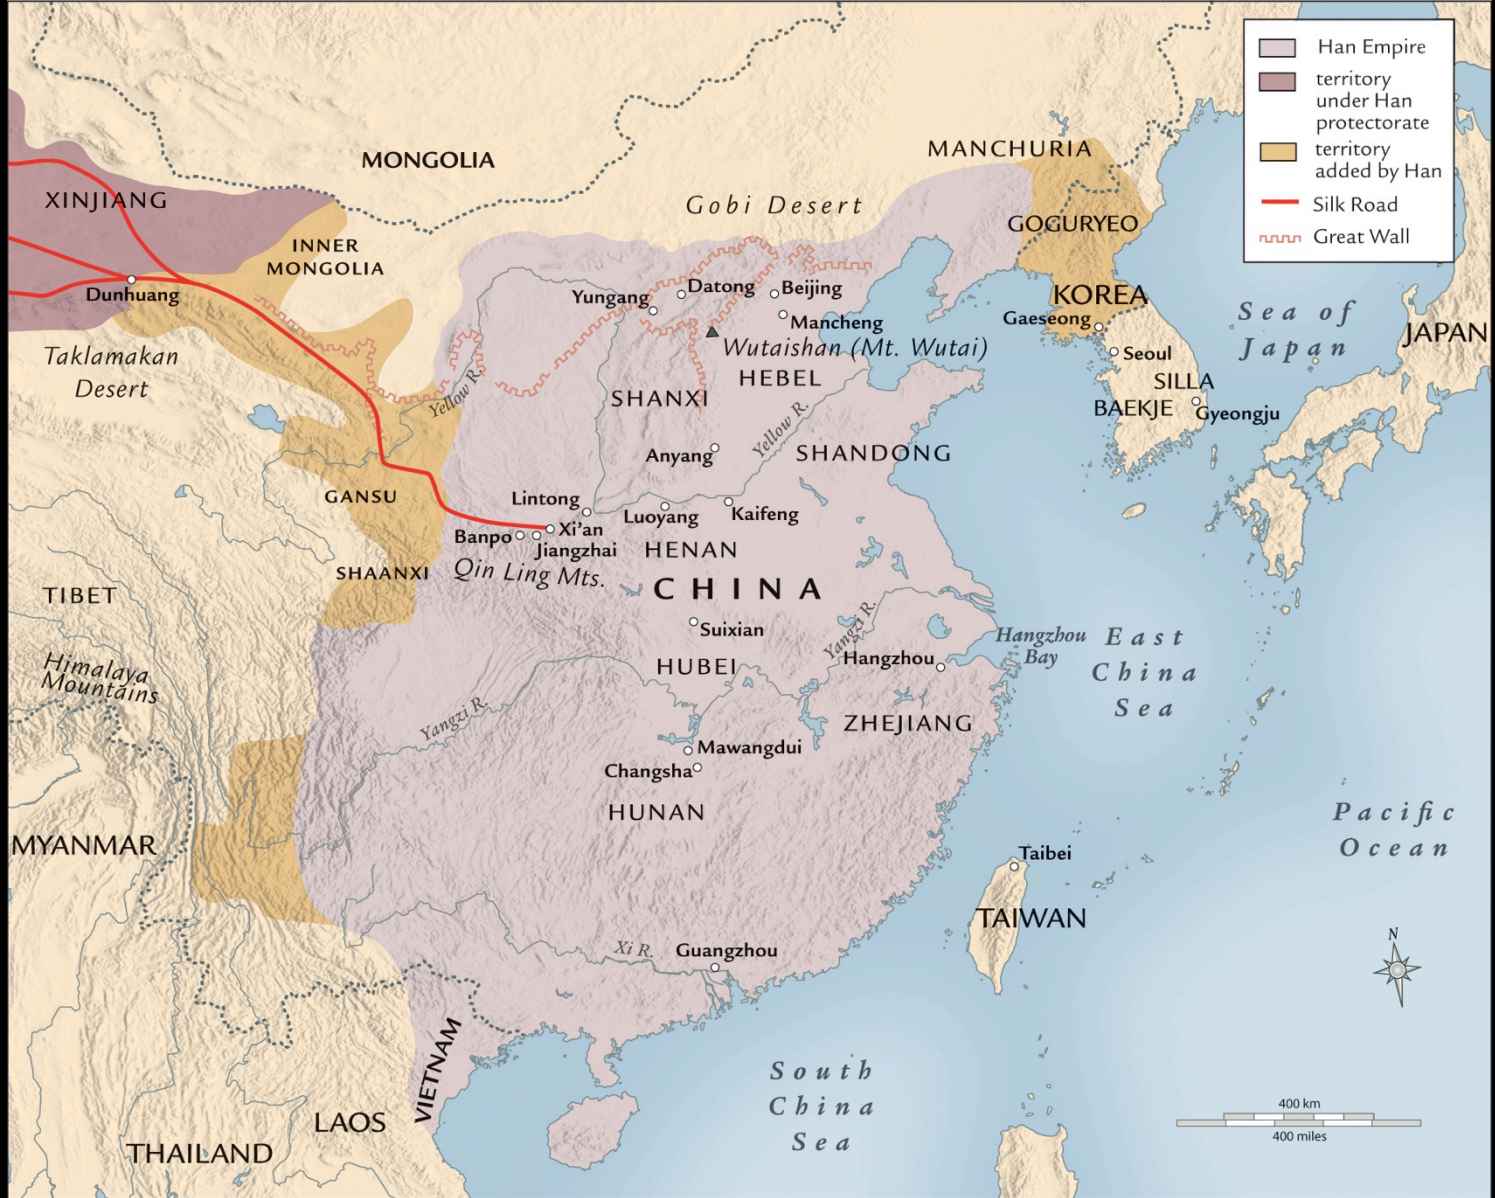 Han Empire
territory
under Han
protectorate
territory
added by Han
Silk Road
Great Wall
MANCHURIA
MONGOLIA
XINJIANG
Gobi Desert
GOGURYEO
INNER
MONGOLIA
Dunhuang
Yungang
Datong
Beijing
KOREA
Gaeseong
Sea of
Japan
JAPAN
Mancheng
Wutaishan (Mt. Wutai)
Taklamakan
Desert
Seoul
HEBEL
SILLA
Yellow R.
SHANXI
BAEKJE
Gyeongju
Yellow R.
Anyang
SHANDONG
GANSU
Lintong
Luoyang
Kaifeng
Banpo
Xi’an
Jiangzhai
HENAN
SHAANXI
Qin Ling Mts.
CHINA
TIBET
Suixian
Yangzi R.
Hangzhou
Bay
East
China
Sea
Himalaya
Mountains
HUBEI
Hangzhou
Yangzi R.
ZHEJIANG
Mawangdui
Changsha
HUNAN
Pacific
Ocean
MYANMAR
Taibei
TAIWAN
Xi R.
Guangzhou
N
VIETNAM
South
China
Sea
LAOS
THAILAND
400 km
400 miles